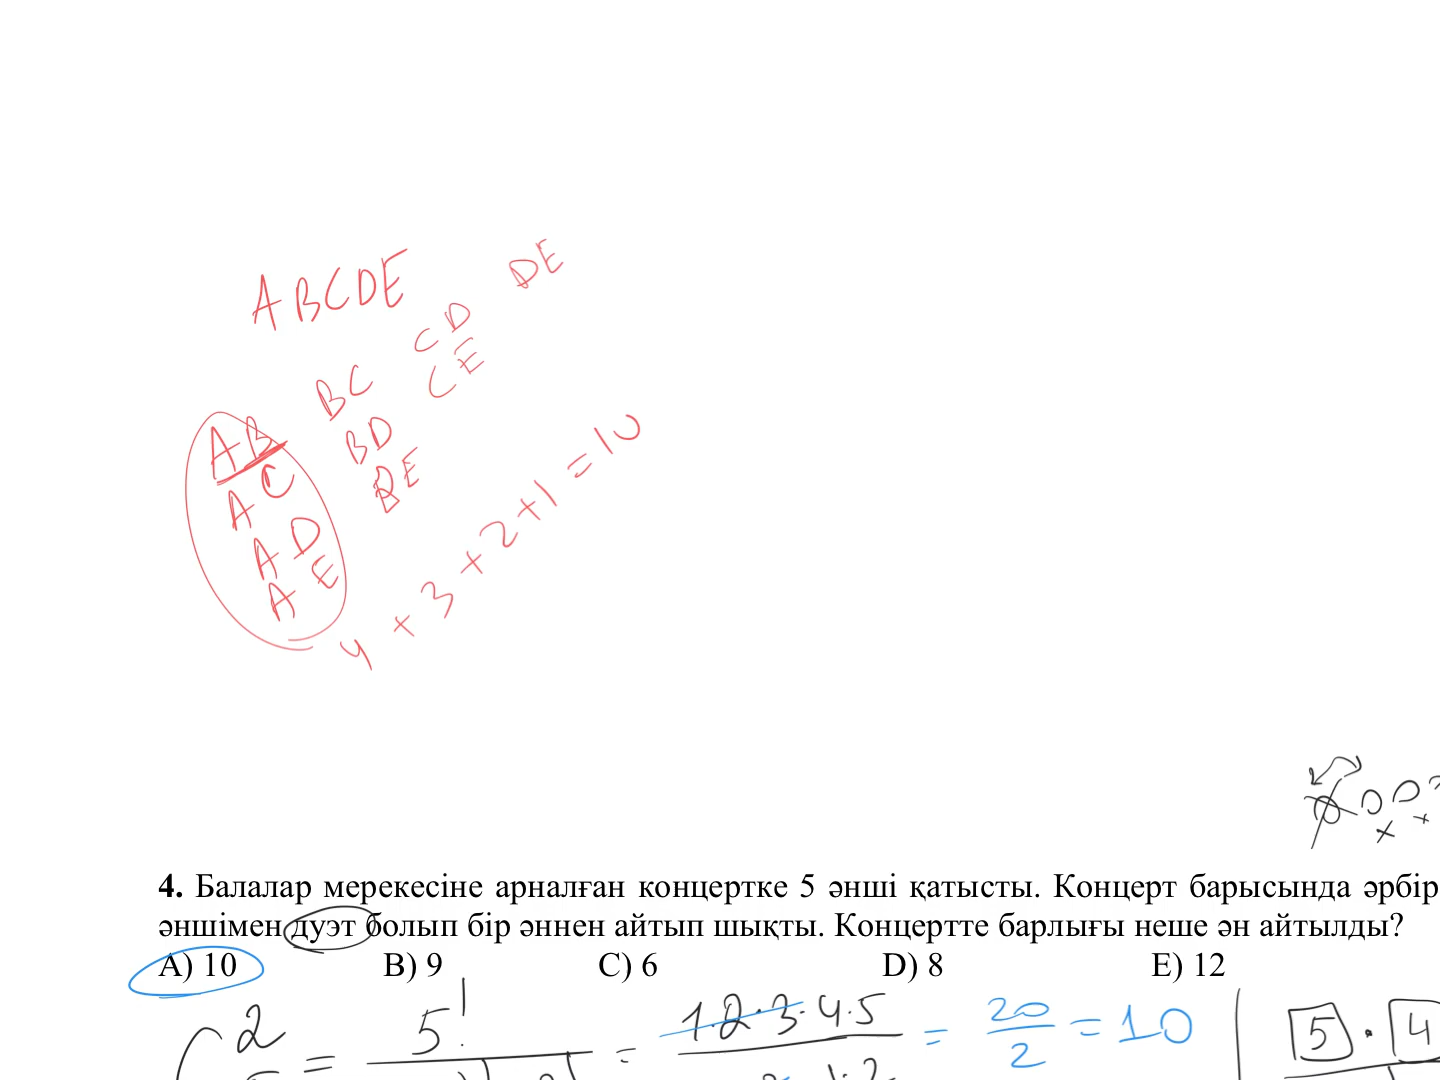 ABCDE
DE
CD
CE
BC
BD
BE
AB
AC
AD
AE
4 + 3 + 2 + 1 = 10
4. Балалар мерекесіне арналған концертке 5 әнші қатысты. Концерт барысында әрбір
әншімен дуэт болып бір әннен айтып шықты. Концертте барлығы неше ән айтылды?
A) 10 B) 9 C) 6 D) 8 E) 12
C 2 = 5! = 1·2·3·4·5 = 20 = 10 5 · 4
2